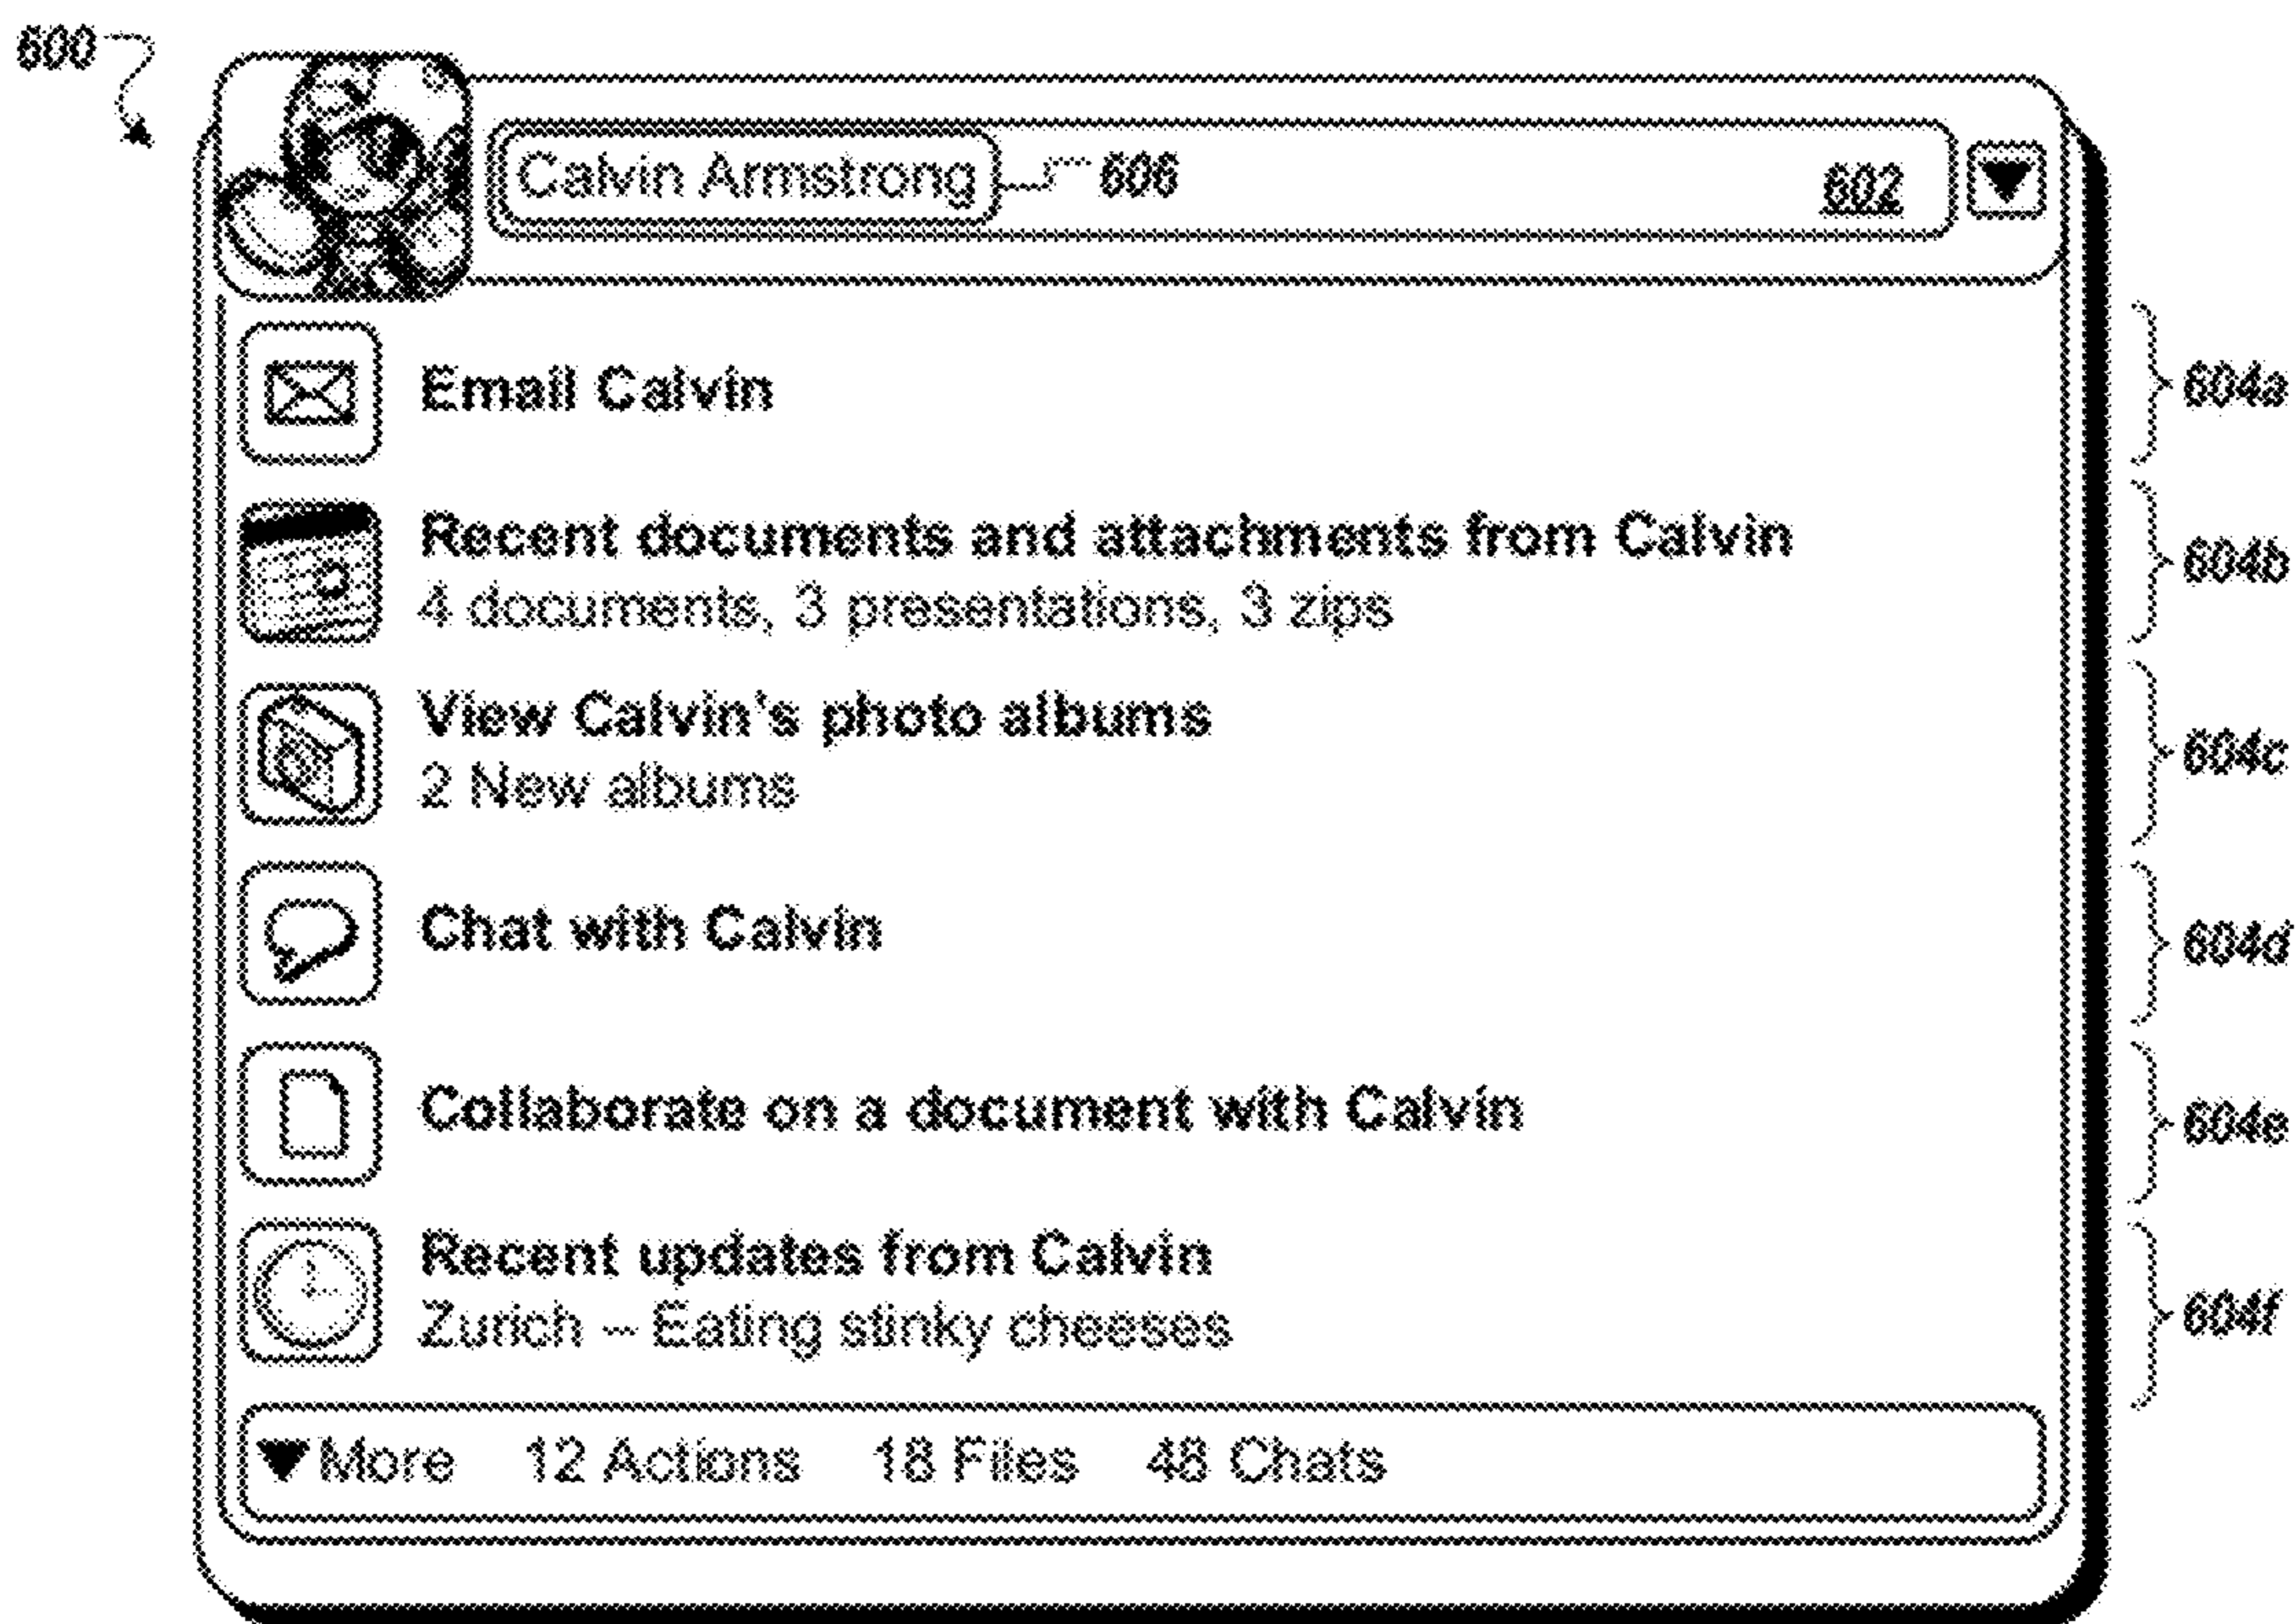 600
Calvin Armstrong 606 602
Email Calvin 604a
Recent documents and attachments from Calvin
4 documents, 3 presentations, 3 zips 604b
View Calvin's photo albums
2 New albums 604c
Chat with Calvin 604d
Collaborate on a document with Calvin 604e
Recent updates from Calvin
Zurich – Eating stinky cheeses 604f
More 12 Actions 18 Files 48 Chats